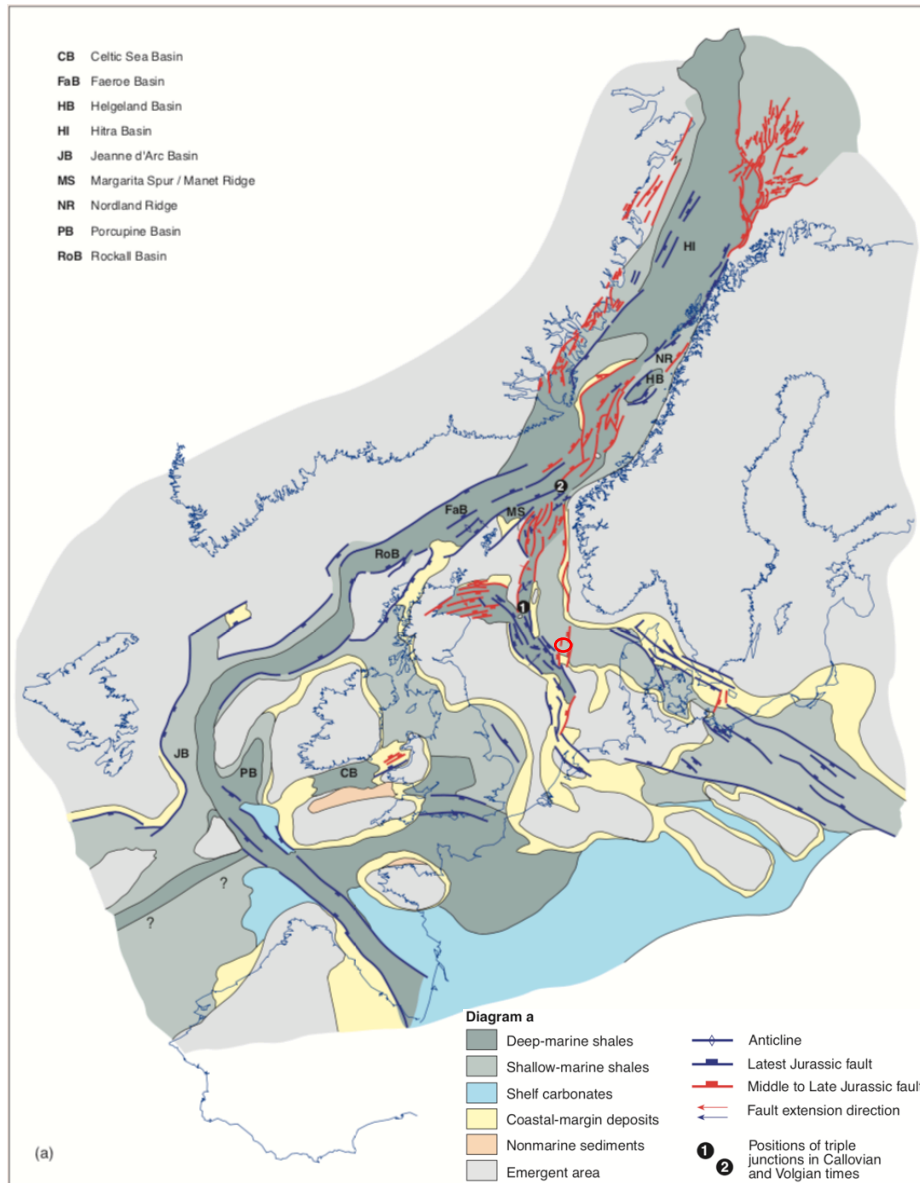 CB Celtic Sea Basin
FaB Faeroe Basin
HB Helgeland Basin
HI Hitra Basin
JB Jeanne d'Arc Basin
MS Margarita Spur / Manet Ridge
NR Nordland Ridge
PB Porcupine Basin
RoB Rockall Basin
HI
NR
HB
2
FaB
MS
RoB
1
JB
PB
CB
?
?
Diagram a
Deep-marine shales
Shallow-marine shales
Shelf carbonates
Coastal-margin deposits
Nonmarine sediments
Emergent area
Anticline
Latest Jurassic fault
Middle to Late Jurassic fault
Fault extension direction
1
2
Positions of triple
junctions in Callovian
and Volgian times
(a)